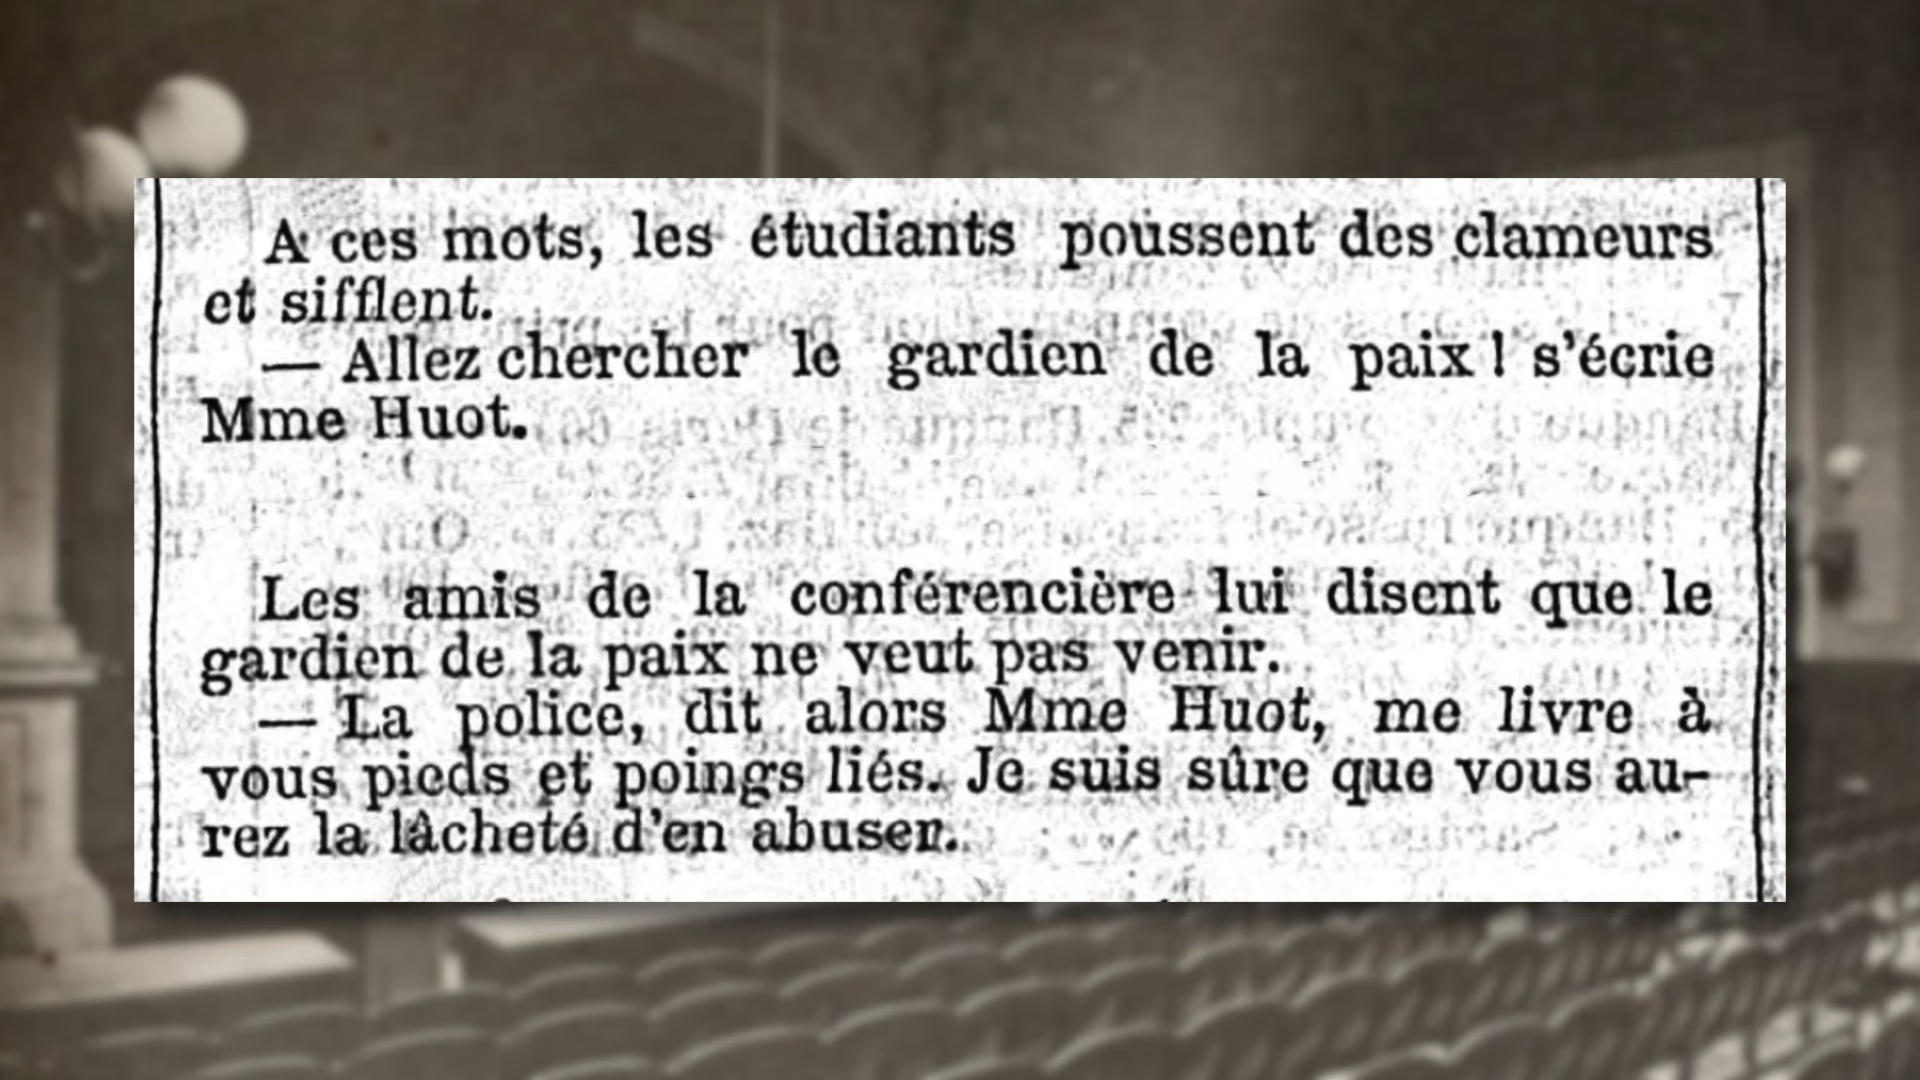 A ces mots, les étudiants poussent des clameurs
et sifflent.
— Allez chercher le gardien de la paix ! s'écrie
Mme Huot.
Les amis de la conférencière lui disent que le
gardien de la paix ne veut pas venir.
— La police, dit alors Mme Huot, me livre à
vous pieds et poings liés. Je suis sûre que vous au-
rez la lâcheté d'en abuser.